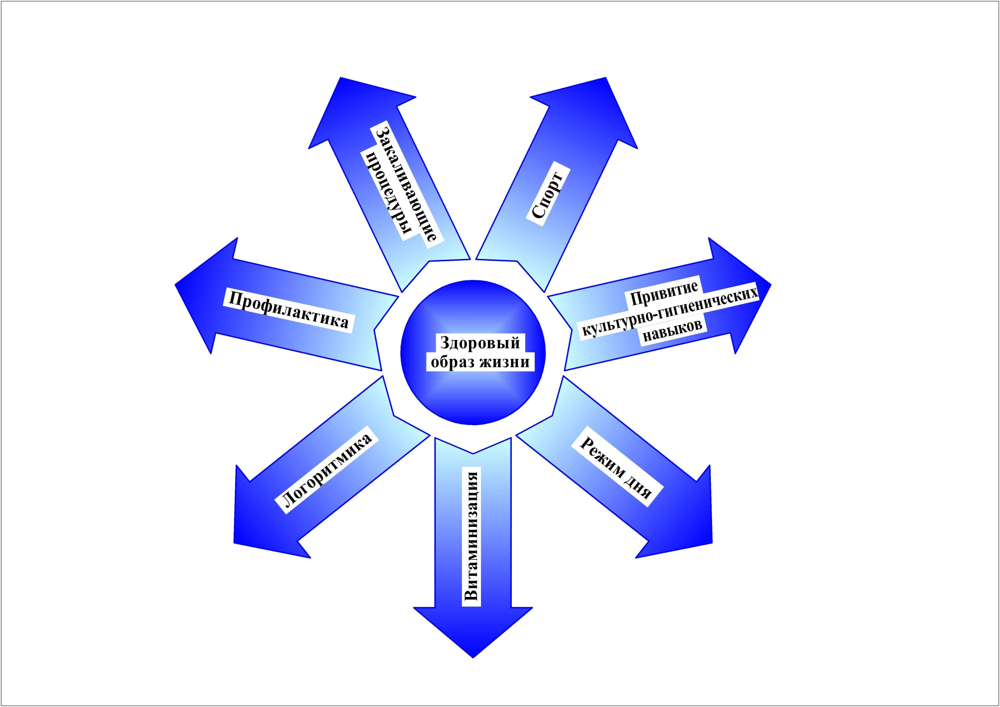 Закаливающие
процедуры
Спорт
Профилактика
Привитие
культурно-гигиенических
навыков
Здоровый
образ жизни
Логоритмика
Режим дня
Витаминизация